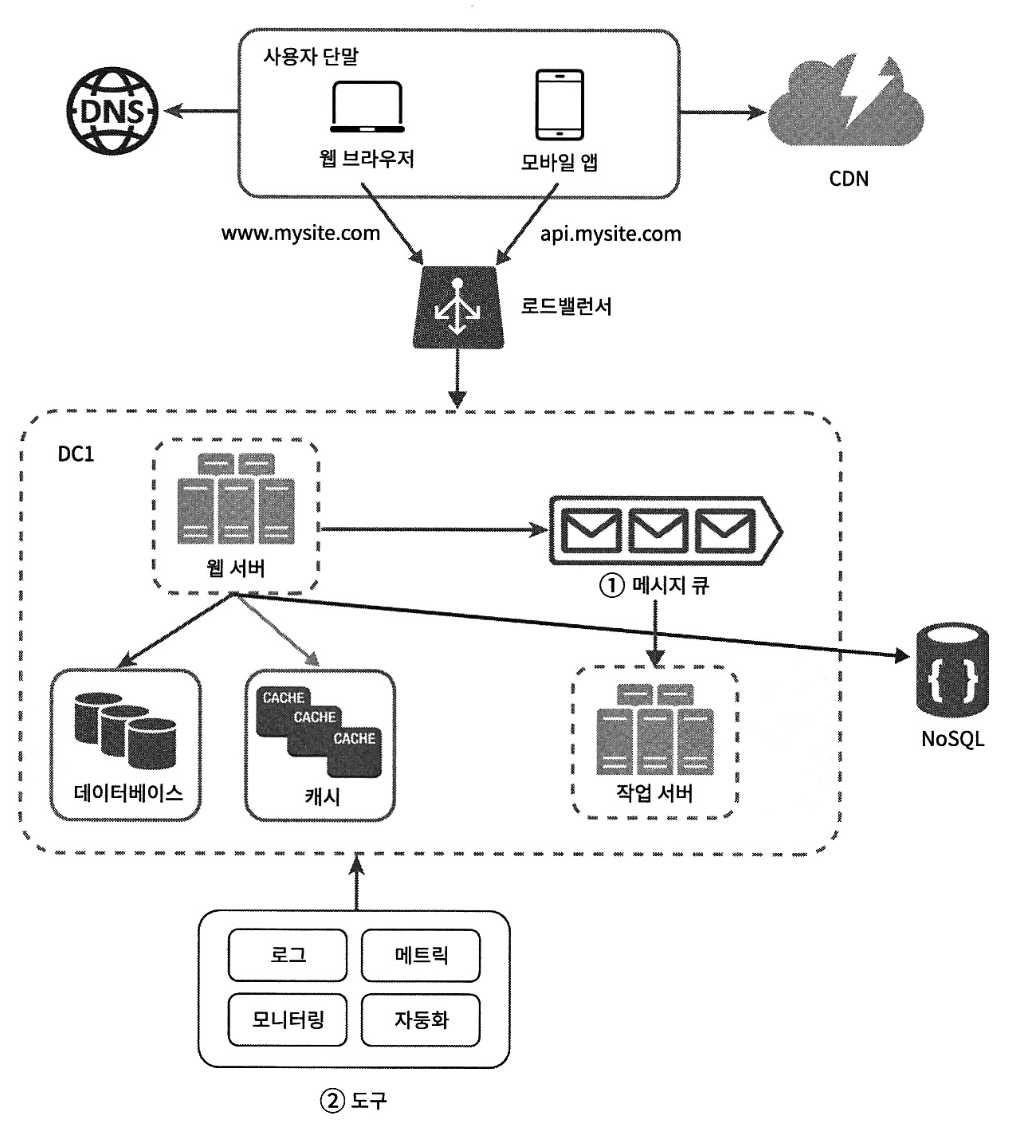 사용자 단말
DNS
웹 브라우저
모바일 앱
CDN
www.mysite.com
api.mysite.com
로드밸런서
DC1
웹 서버
① 메시지 큐
CACHE
CACHE
CACHE
데이터베이스
캐시
작업 서버
{ }
NoSQL
로그
메트릭
모니터링
자동화
② 도구